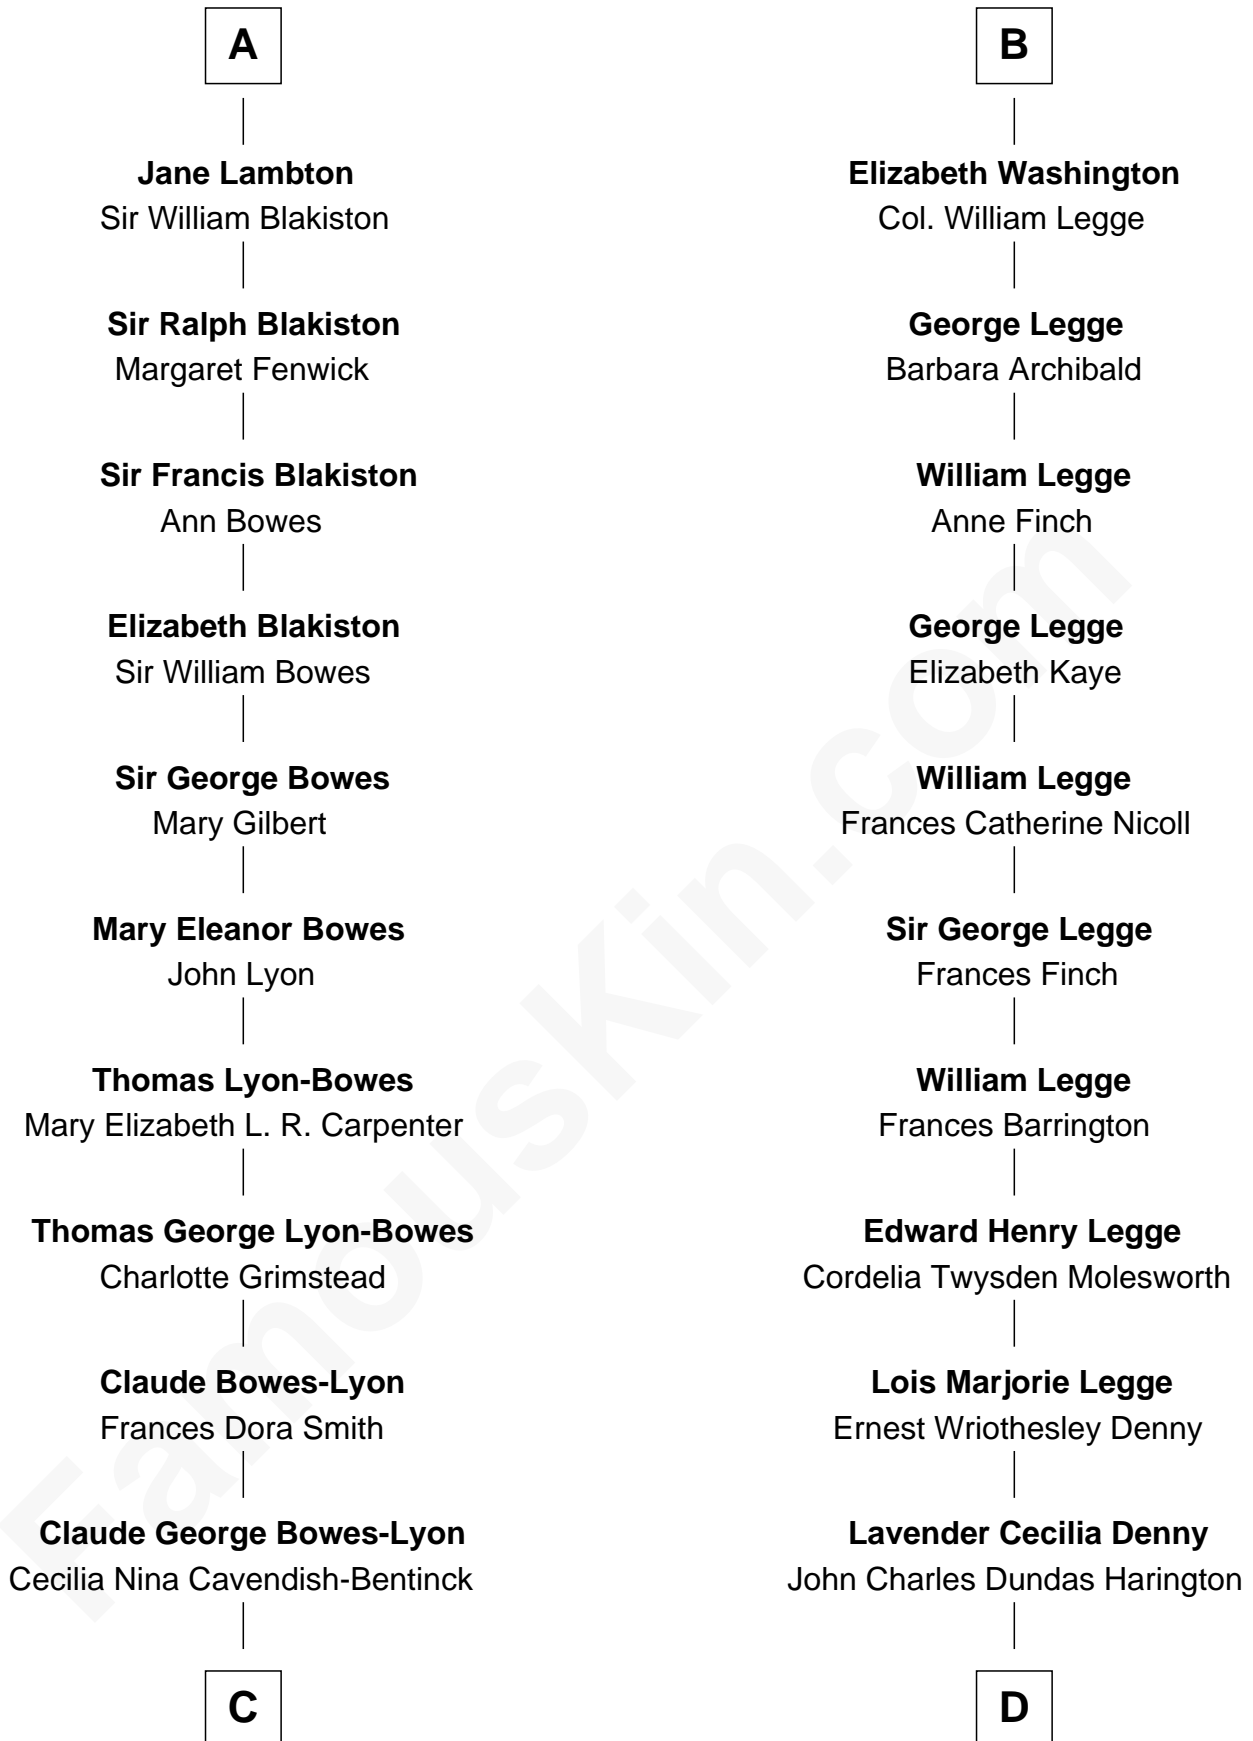 A
Jane Lambton
Sir William Blakiston
Sir Ralph Blakiston
Margaret Fenwick
Sir Francis Blakiston
Ann Bowes
Elizabeth Blakiston
Sir William Bowes
Sir George Bowes
Mary Gilbert
Mary Eleanor Bowes
John Lyon
Thomas Lyon-Bowes
Mary Elizabeth L. R. Carpenter
Thomas George Lyon-Bowes
Charlotte Grimstead
Claude Bowes-Lyon
Frances Dora Smith
Claude George Bowes-Lyon
Cecilia Nina Cavendish-Bentinck
C
B
Elizabeth Washington
Col. William Legge
George Legge
Barbara Archibald
William Legge
Anne Finch
George Legge
Elizabeth Kaye
William Legge
Frances Catherine Nicoll
Sir George Legge
Frances Finch
William Legge
Frances Barrington
Edward Henry Legge
Cordelia Twysden Molesworth
Lois Marjorie Legge
Ernest Wriothesley Denny
Lavender Cecilia Denny
John Charles Dundas Harington
D
FamousKin.com